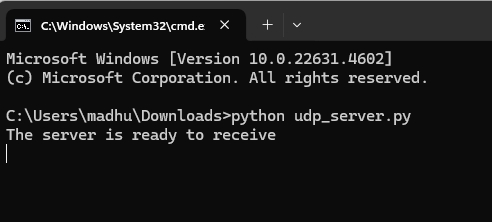 C:\Windows\System32\cmd.e
Microsoft Windows [Version 10.0.22631.4602]
(c) Microsoft Corporation. All rights reserved.
C:\Users\madhu\Downloads>python udp_server.py
The server is ready to receive